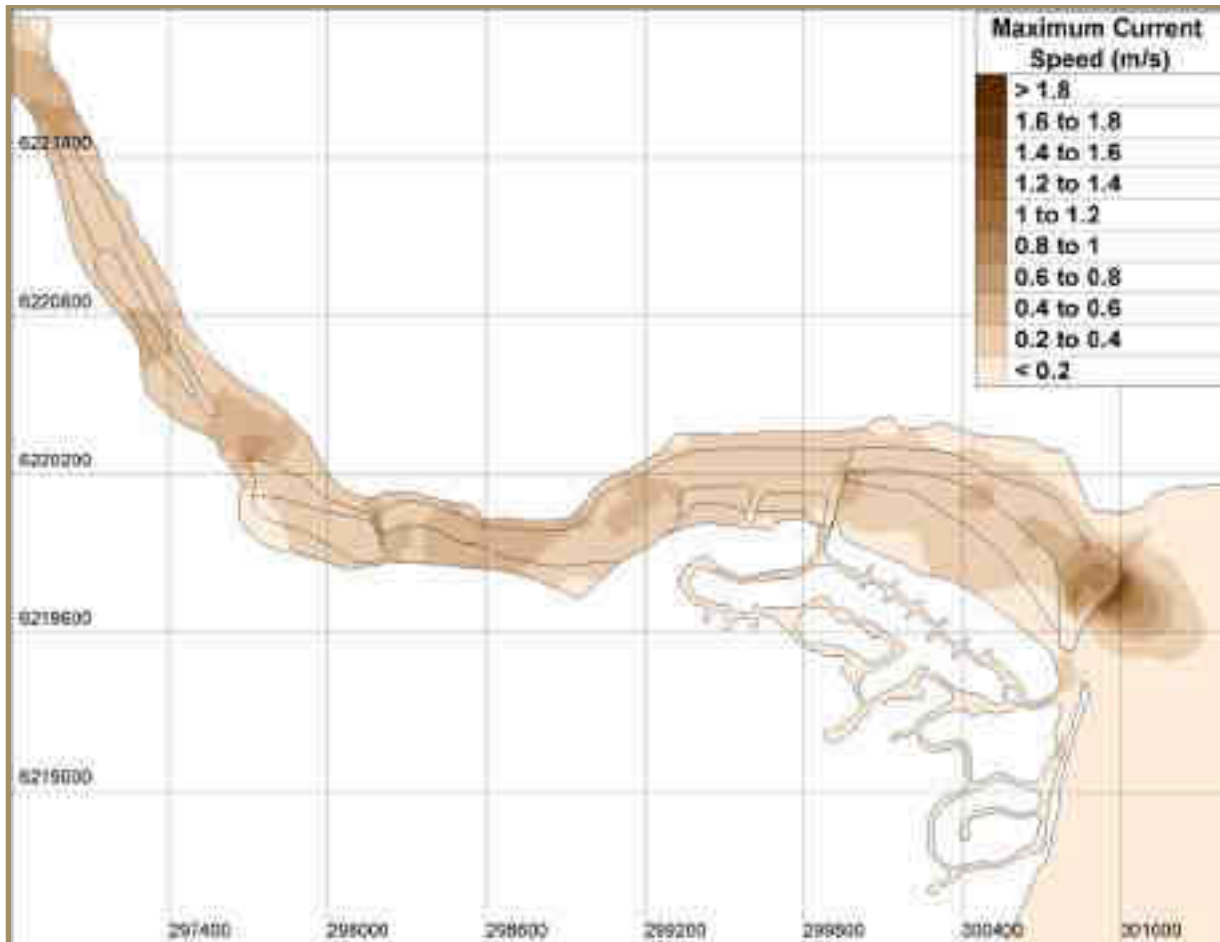 Maximum Current
Speed (m/s)
> 1.8
1.6 to 1.8
1.4 to 1.6
1.2 to 1.4
1 to 1.2
0.8 to 1
0.6 to 0.8
0.4 to 0.6
0.2 to 0.4
< 0.2
6221400
6220800
6220200
6219600
6219000
297400 298000 298600 299200 299800 300400 301000